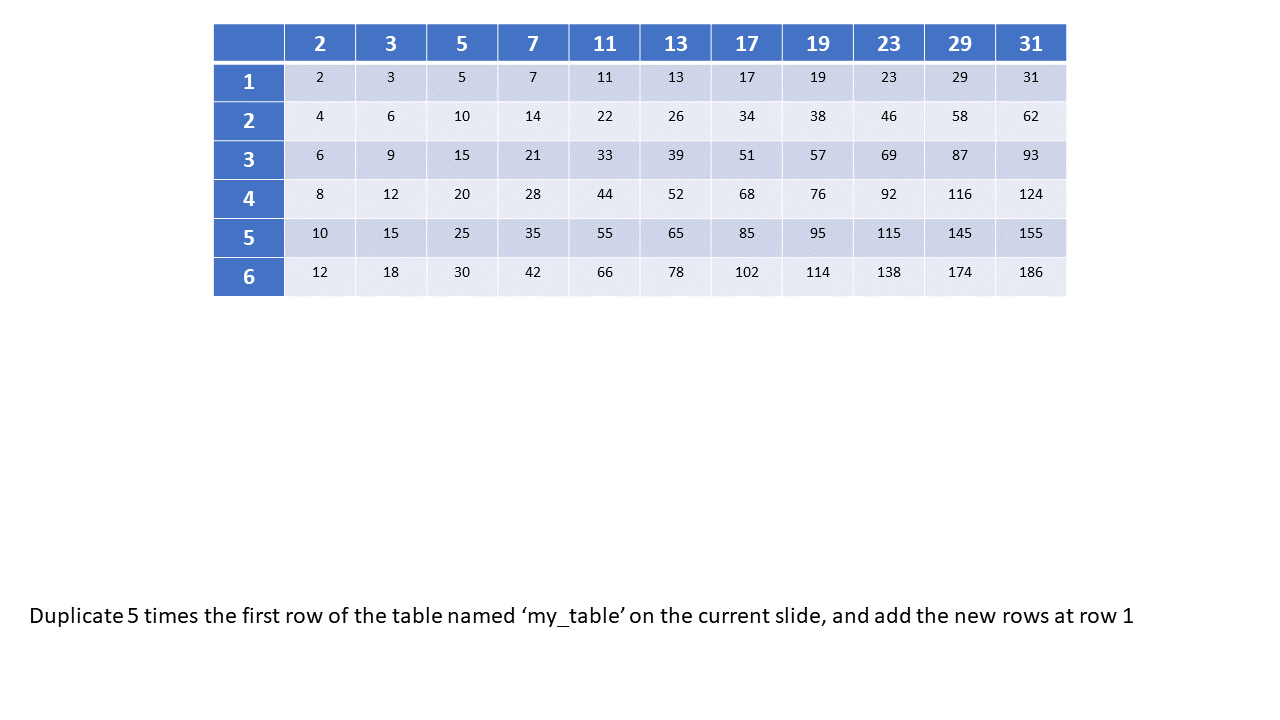 2 3 5 7 11 13 17 19 23 29 31
1 2 3 5 7 11 13 17 19 23 29 31
2 4 6 10 14 22 26 34 38 46 58 62
3 6 9 15 21 33 39 51 57 69 87 93
4 8 12 20 28 44 52 68 76 92 116 124
5 10 15 25 35 55 65 85 95 115 145 155
6 12 18 30 42 66 78 102 114 138 174 186
Duplicate 5 times the first row of the table named ‘my_table’ on the current slide, and add the new rows at row 1